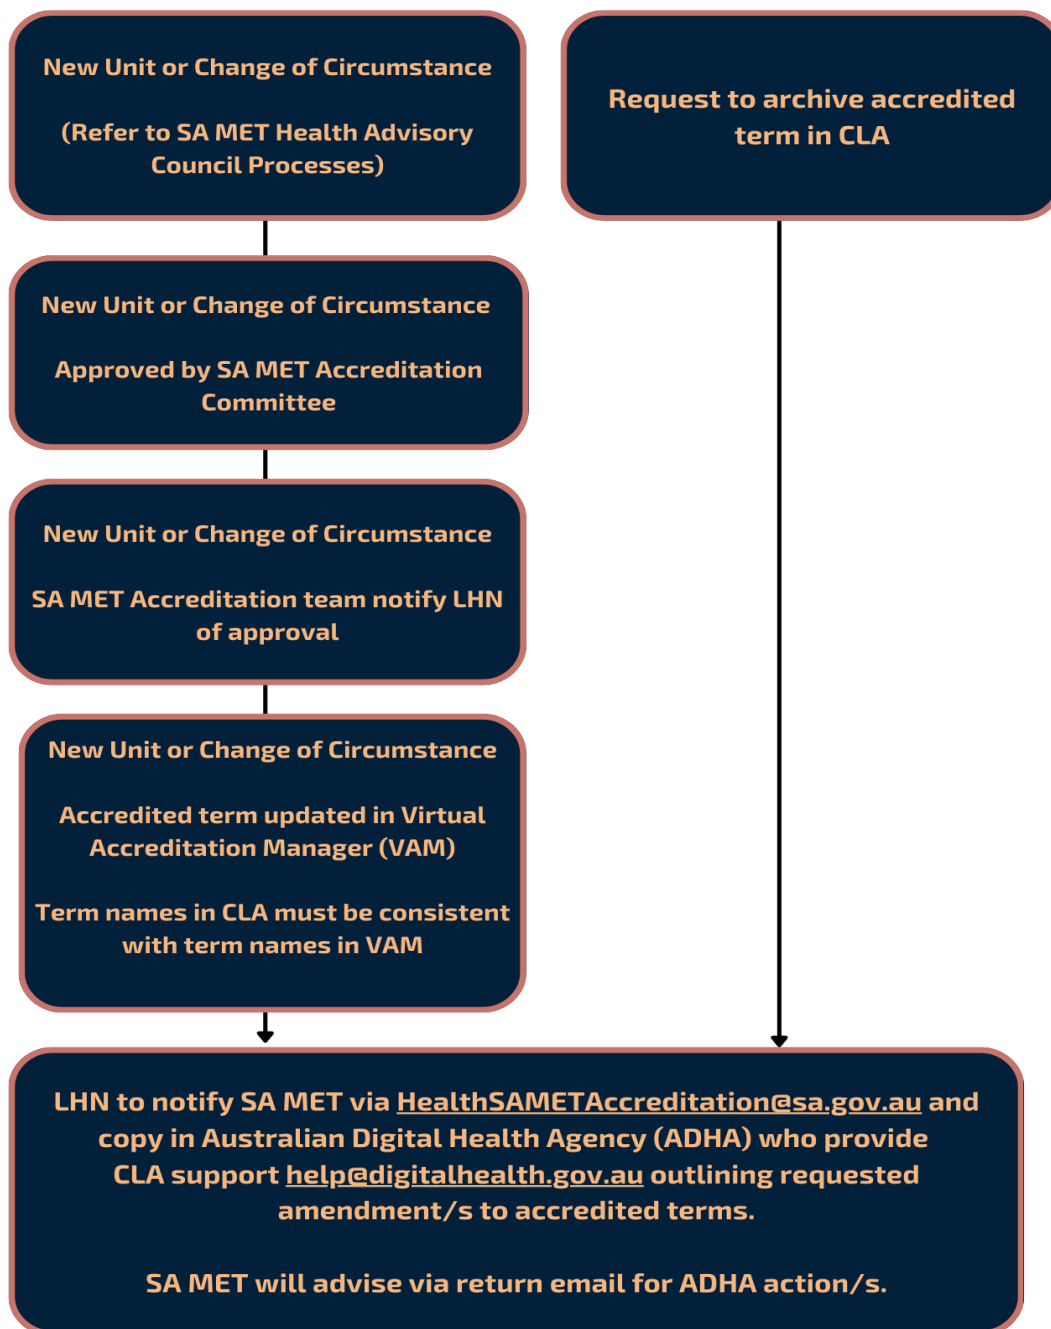 New Unit or Change of Circumstance
(Refer to SA MET Health Advisory
Council Processes)
Request to archive accredited
term in CLA
New Unit or Change of Circumstance
Approved by SA MET Accreditation
Committee
New Unit or Change of Circumstance
SA MET Accreditation team notify LHN
of approval
New Unit or Change of Circumstance
Accredited term updated in Virtual
Accreditation Manager (VAM)
Term names in CLA must be consistent
with term names in VAM
LHN to notify SA MET via HealthSAMETAccreditation@sa.gov.au and
copy in Australian Digital Health Agency (ADHA) who provide
CLA support help@digitalhealth.gov.au outlining requested
amendment/s to accredited terms.
SA MET will advise via return email for ADHA action/s.